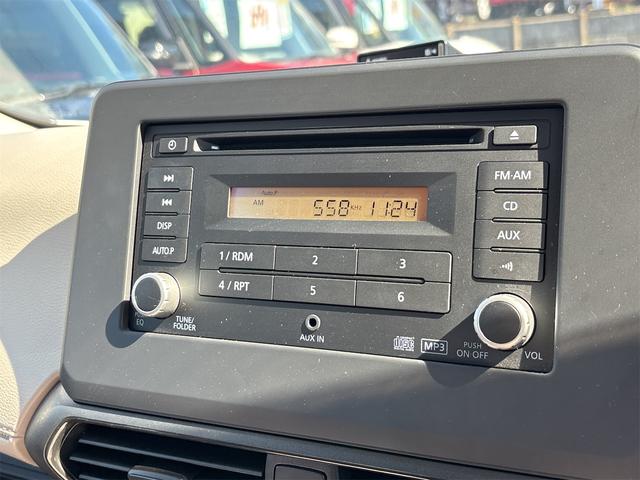 FM·AM
CD
AUX
DISP
AUTO.P
Auto.P
AM 558 KHz 11:24
1 / RDM 2 3
4 / RPT 5 6
EQ
TUNE/
FOLDER
AUX IN
MP3
PUSH
ON·OFF
VOL